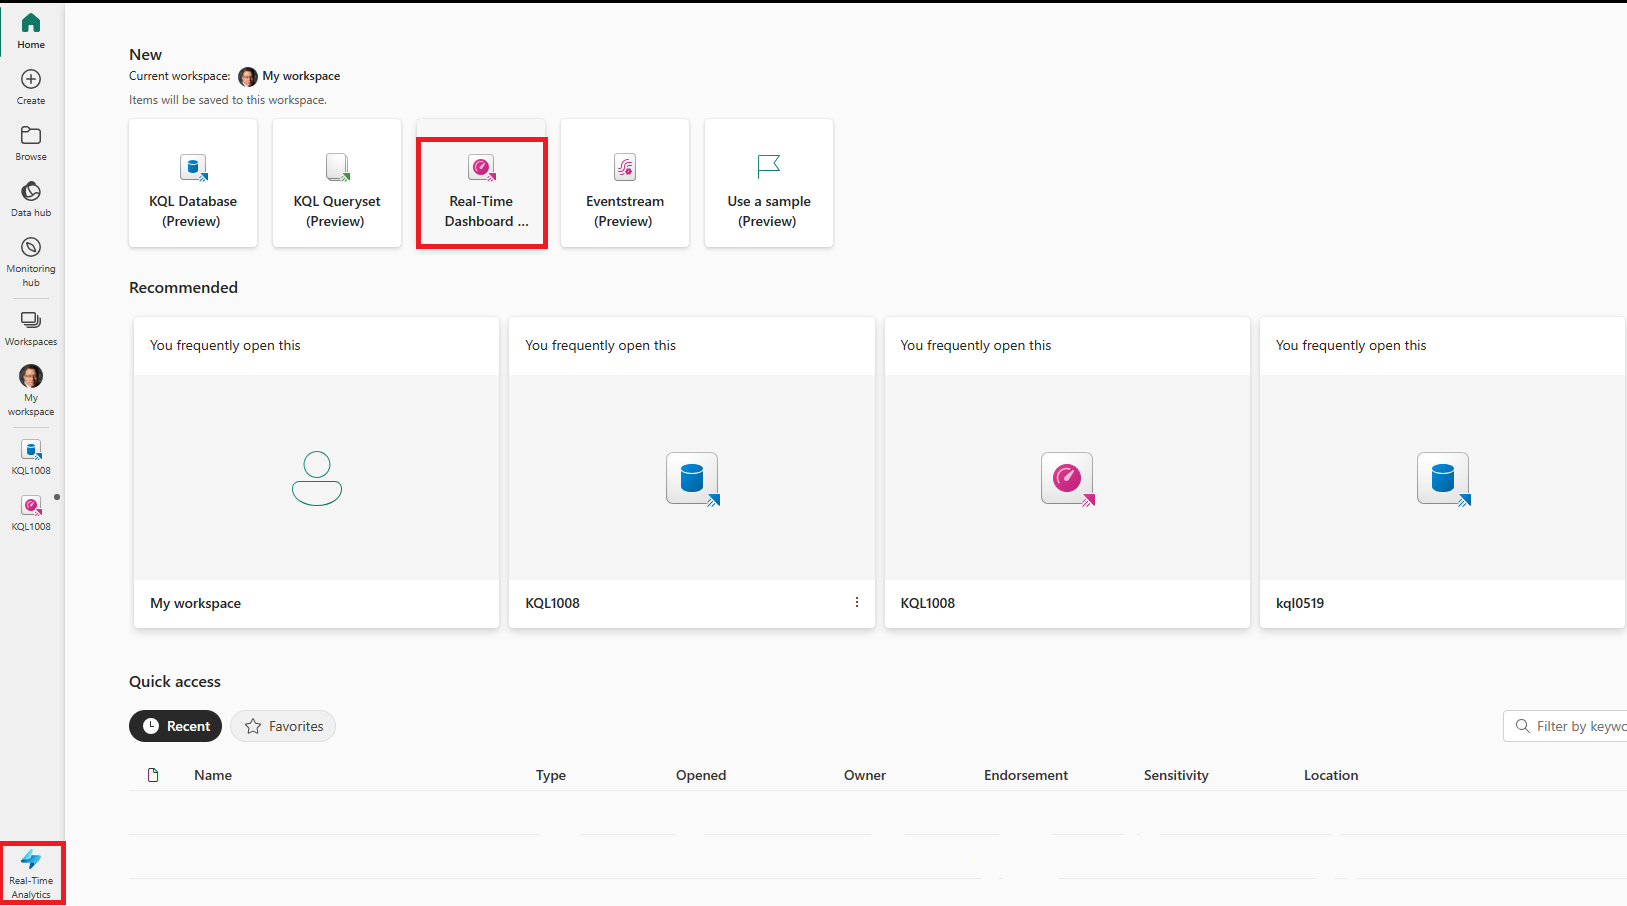 Home
Create
Browse
Data hub
Monitoring
hub
Workspaces
My
workspace
KQL1008
KQL1008
Real-Time
Analytics
New
Current workspace: My workspace
Items will be saved to this workspace.
KQL Database
(Preview)
KQL Queryset
(Preview)
Real-Time
Dashboard ...
Eventstream
(Preview)
Use a sample
(Preview)
Recommended
You frequently open this
My workspace
You frequently open this
KQL1008
You frequently open this
KQL1008
You frequently open this
kql0519
Quick access
Recent
Favorites
Filter by keywo
Name Type Opened Owner Endorsement Sensitivity Location